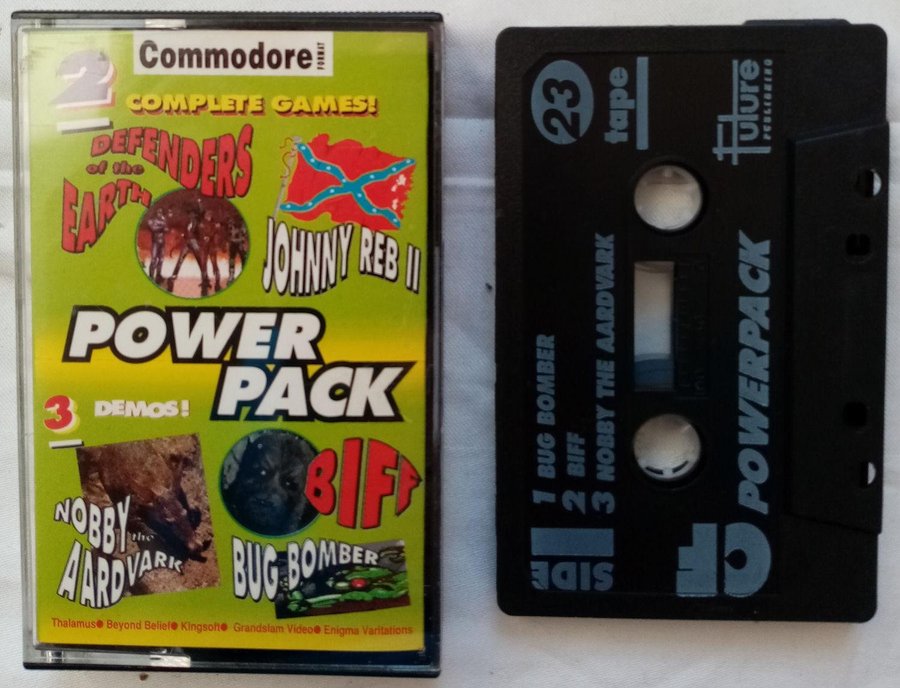 Commodore FORMAT
2 COMPLETE GAMES!
DEFENDERS
of the
EARTH
JOHNNY REB II
POWER
PACK
3 DEMOS!
NOBBY
the
AARDVARK
BIFF
BUG BOMBER
Thalamus● Beyond Belief● Kingsoft● Grandslam Video● Enigma Varitations
23
tape
future
PUBLISHING
SIDE
1 BUG BOMBER
2 BIFF
3 NOBBY THE AARDVARK
CF POWERPACK